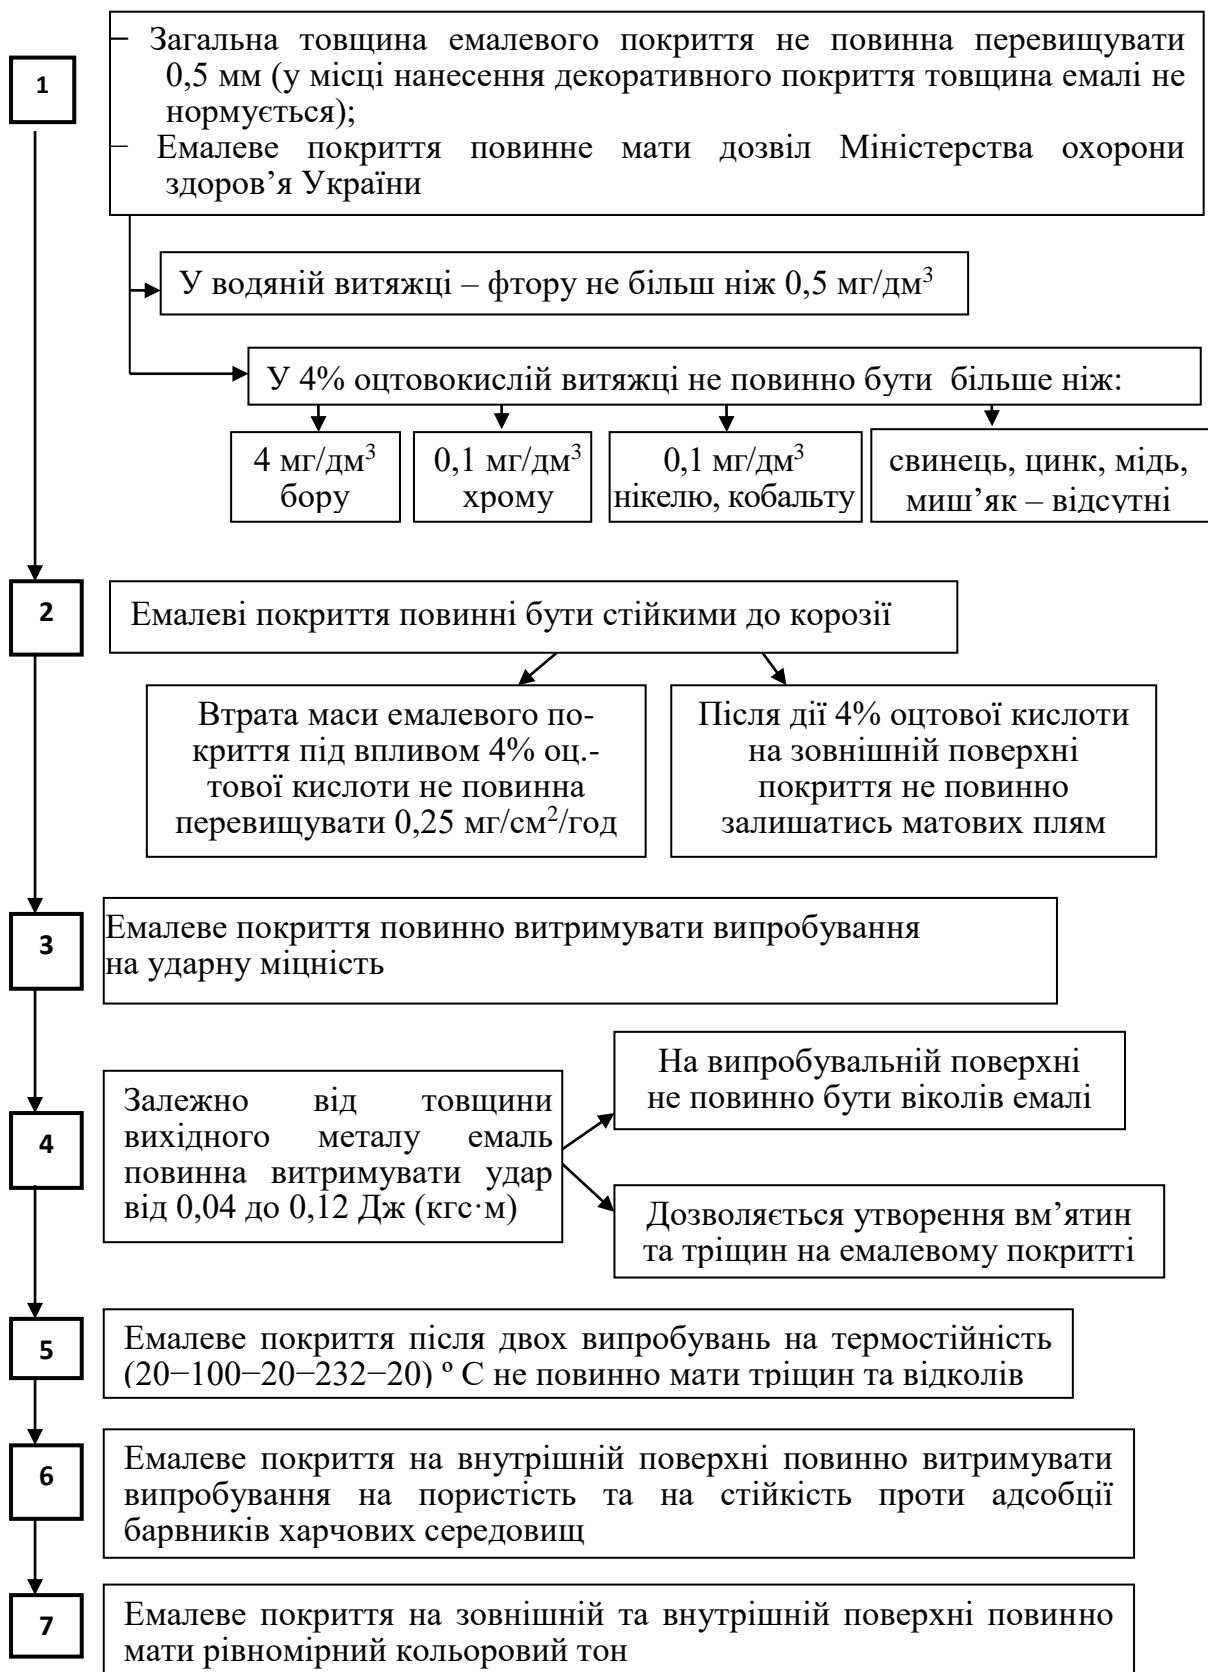 1
– Загальна товщина емалевого покриття не повинна перевищувати
0,5 мм (у місці нанесення декоративного покриття товщина емалі не
нормується);
– Емалеве покриття повинне мати дозвіл Міністерства охорони
здоров’я України
У водяній витяжці – фтору не більш ніж 0,5 мг/дм³
У 4% оцтовокислій витяжці не повинно бути більше ніж:
4 мг/дм³
бору
0,1 мг/дм³
хрому
0,1 мг/дм³
нікелю, кобальту
свинець, цинк, мідь,
миш’як – відсутні
2
Емалеві покриття повинні бути стійкими до корозії
Втрата маси емалевого по-
криття під впливом 4% оц.-
тової кислоти не повинна
перевищувати 0,25 мг/см²/год
Після дії 4% оцтової кислоти
на зовнішній поверхні
покриття не повинно
залишатись матових плям
3
Емалеве покриття повинно витримувати випробування
на ударну міцність
4
Залежно від товщини
вихідного металу емаль
повинна витримувати удар
від 0,04 до 0,12 Дж (кгс·м)
На випробувальній поверхні
не повинно бути віколів емалі
Дозволяється утворення вм’ятин
та тріщин на емалевому покритті
5
Емалеве покриття після двох випробувань на термостійність
(20−100−20−232−20) º С не повинно мати тріщин та відколів
6
Емалеве покриття на внутрішній поверхні повинно витримувати
випробування на пористість та на стійкість проти адсобції
барвників харчових середовищ
7
Емалеве покриття на зовнішній та внутрішній поверхні повинно
мати рівномірний кольоровий тон